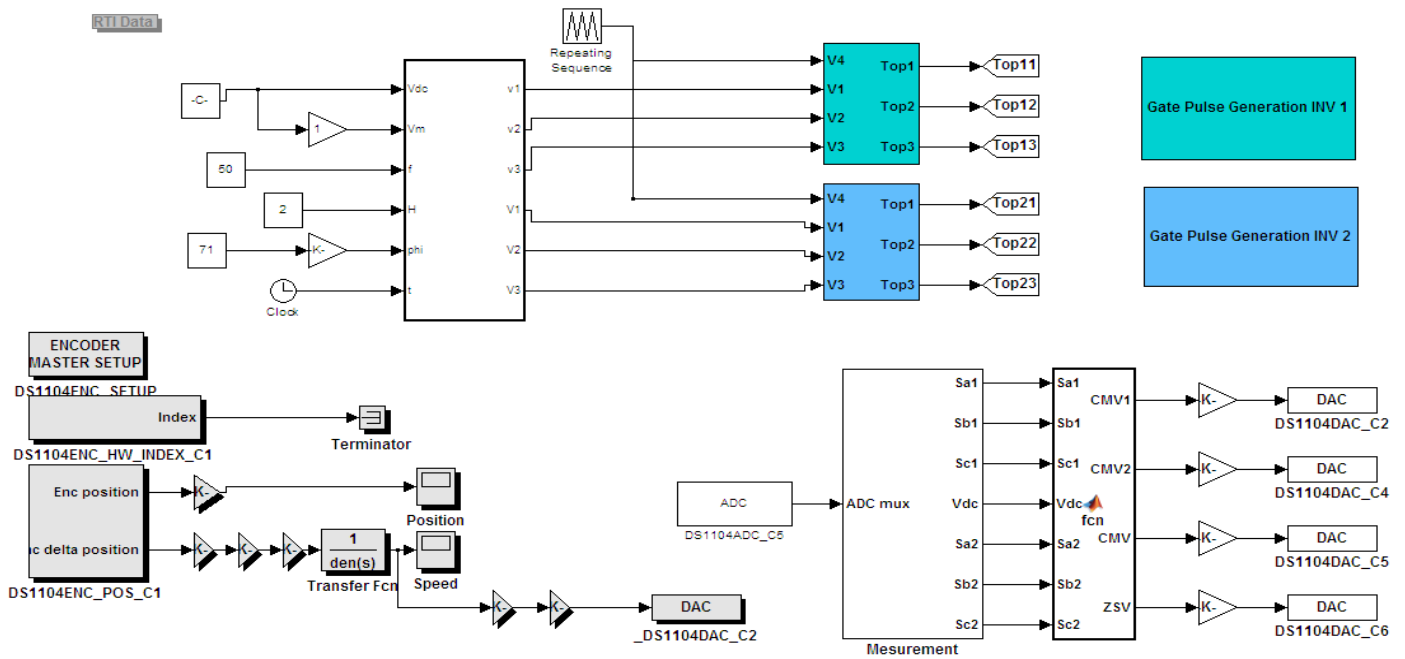 RTI Data
Repeating
Sequence
-C-
1
50
2
71
K-
Clock
Vdc
Vm
f
H
phi
t
v1
v2
v3
V1
V2
V3
V4
V1
V2
V3
Top1
Top2
Top3
Top11
Top12
Top13
V4
V1
V2
V3
Top1
Top2
Top3
Top21
Top22
Top23
Gate Pulse Generation INV 1
Gate Pulse Generation INV 2
ENCODER
MASTER SETUP
DS1104ENC_SETUP
Index
DS1104ENC_HW_INDEX_C1
Terminator
Enc position
nc delta position
DS1104ENC_POS_C1
K-
Position
K-
K-
K-
1
den(s)
Transfer Fcn
Speed
K-
K-
DAC
_DS1104DAC_C2
ADC
DS1104ADC_C5
ADC mux
Sa1
Sb1
Sc1
Vdc
Sa2
Sb2
Sc2
Mesurement
Sa1
Sb1
Sc1
Vdc
Sa2
Sb2
Sc2
fcn
CMV1
CMV2
CMV
ZSV
K-
DAC
DS1104DAC_C2
K-
DAC
DS1104DAC_C4
K-
DAC
DS1104DAC_C5
K-
DAC
DS1104DAC_C6